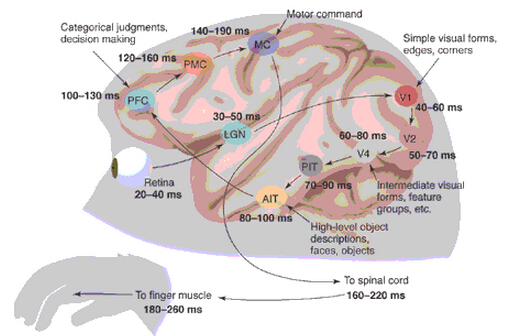 Categorical judgments,
decision making
140–190 ms
Motor command
MC
120–160 ms
PMC
Simple visual forms,
edges, corners
100–130 ms
PFC
30–50 ms
LGN
V1
40–60 ms
60–80 ms
V2
V4
50–70 ms
PIT
Retina
20–40 ms
70–90 ms
AIT
80–100 ms
Intermediate visual
forms, feature
groups, etc.
High-level object
descriptions,
faces, objects
To spinal cord
160–220 ms
To finger muscle
180–260 ms